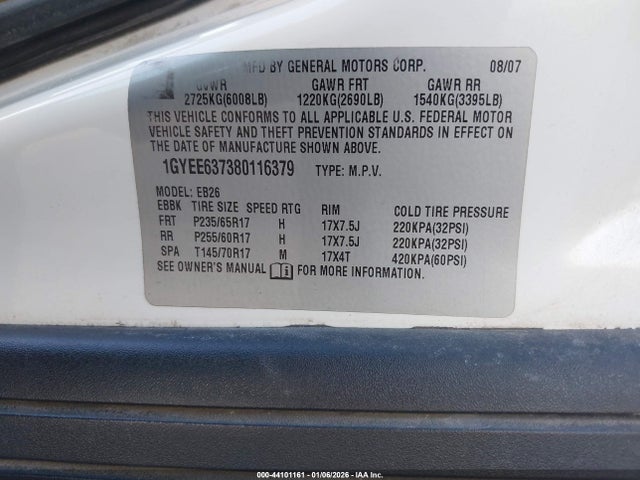 MFD BY GENERAL MOTORS CORP. 08/07
GVWR GAWR FRT GAWR RR
2725KG(6008LB) 1220KG(2690LB) 1540KG(3395LB)
THIS VEHICLE CONFORMS TO ALL APPLICABLE U.S. FEDERAL MOTOR
VEHICLE SAFETY AND THEFT PREVENTION STANDARDS IN EFFECT ON
THE DATE OF MANUFACTURE SHOWN ABOVE.
1GYEE637380116379 TYPE: M.P.V.
MODEL: EB26
EBBK TIRE SIZE SPEED RTG RIM COLD TIRE PRESSURE
FRT P235/65R17 H 17X7.5J 220KPA(32PSI)
RR P255/60R17 H 17X7.5J 220KPA(32PSI)
SPA T145/70R17 M 17X4T 420KPA(60PSI)
SEE OWNER'S MANUAL FOR MORE INFORMATION.
000-44101161 - 01/06/2026 - IAA Inc.